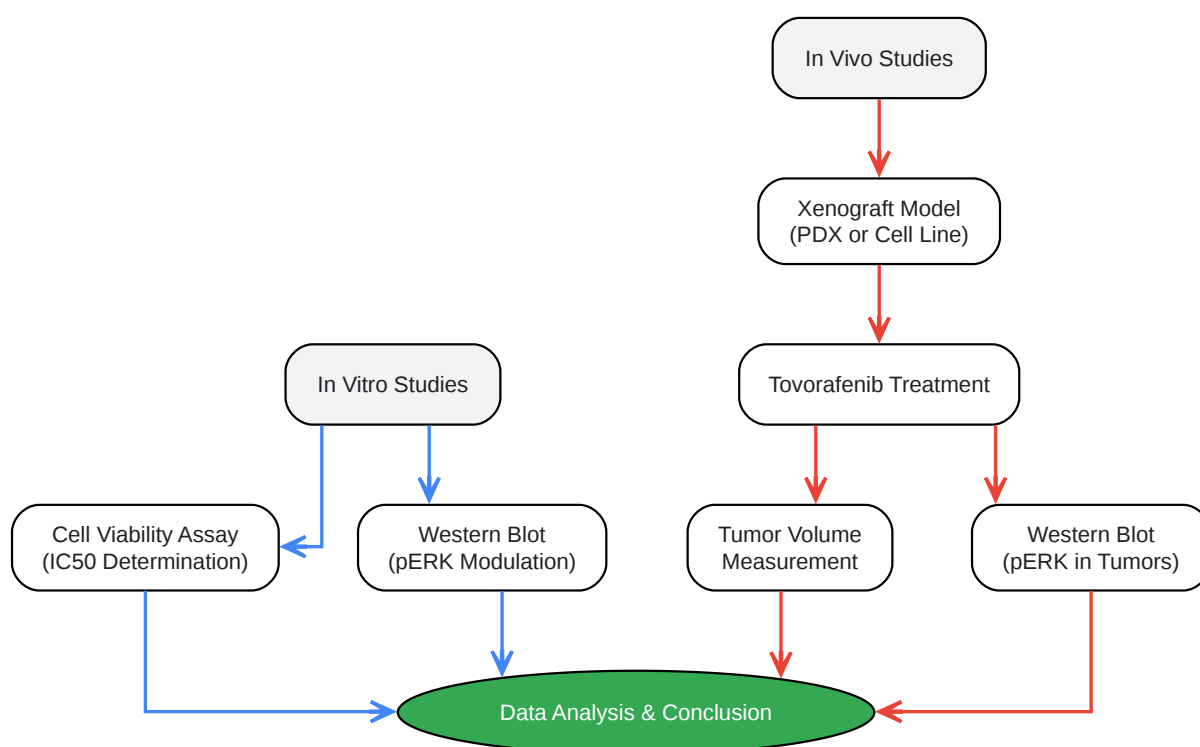 In Vivo Studies
Xenograft Model
(PDX or Cell Line)
In Vitro Studies
Tovorafenib Treatment
Cell Viability Assay
(IC50 Determination)
Western Blot
(pERK Modulation)
Tumor Volume
Measurement
Western Blot
(pERK in Tumors)
Data Analysis & Conclusion